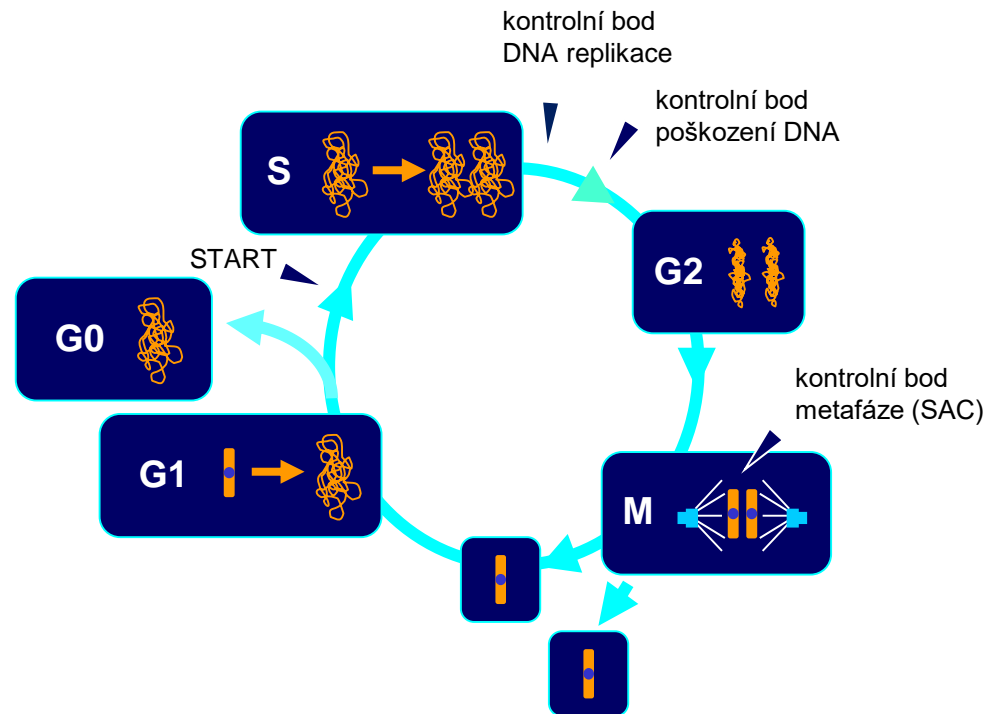 kontrolní bod
DNA replikace
kontrolní bod
poškození DNA
S
START
G2
G0
kontrolní bod
metafáze (SAC)
G1
M